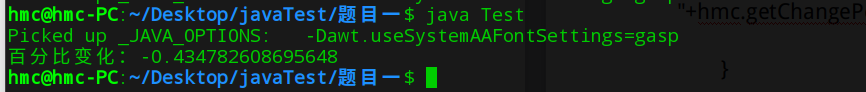 hmc@hmc-PC:~/Desktop/javaTest/题目一$ java Test
"+hmc.getChangeP
Picked up _JAVA_OPTIONS:   -Dawt.useSystemAAFontSettings=gasp
百分比变化: -0.434782608695648
hmc@hmc-PC:~/Desktop/javaTest/题目一$
}